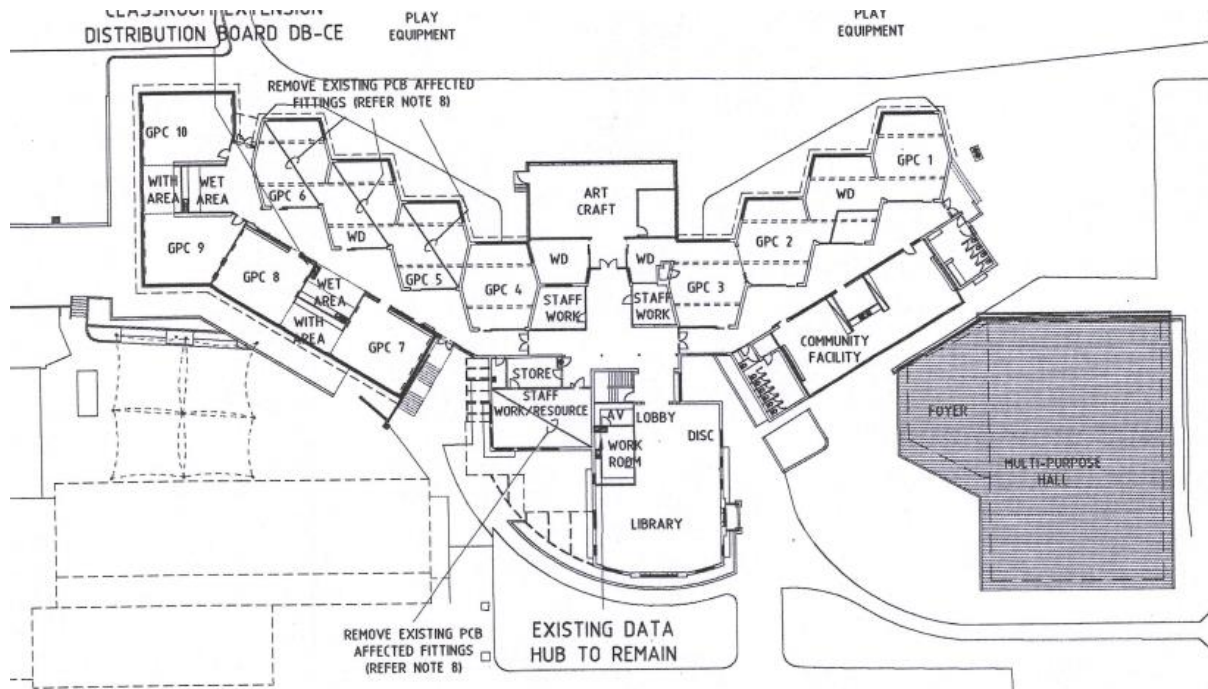 CLASSROOM EXTENSION
DISTRIBUTION BOARD DB-CE
PLAY
EQUIPMENT
PLAY
EQUIPMENT
REMOVE EXISTING PCB AFFECTED
FITTINGS (REFER NOTE 8)
GPC 10
WITH
AREA
WET
AREA
GPC 9
GPC 8
WET
AREA
WITH
AREA
GPC 7
GPC 6
WD
GPC 5
GPC 4
ART
CRAFT
WD
WD
STAFF
WORK
STAFF
WORK
GPC 3
GPC 2
WD
GPC 1
COMMUNITY
FACILITY
STORE
STAFF
WORK/RESOURCE
AV
LOBBY
DISC
WORK
ROOM
LIBRARY
FOYER
MULTI-PURPOSE
HALL
REMOVE EXISTING PCB
AFFECTED FITTINGS
(REFER NOTE 8)
EXISTING DATA
HUB TO REMAIN